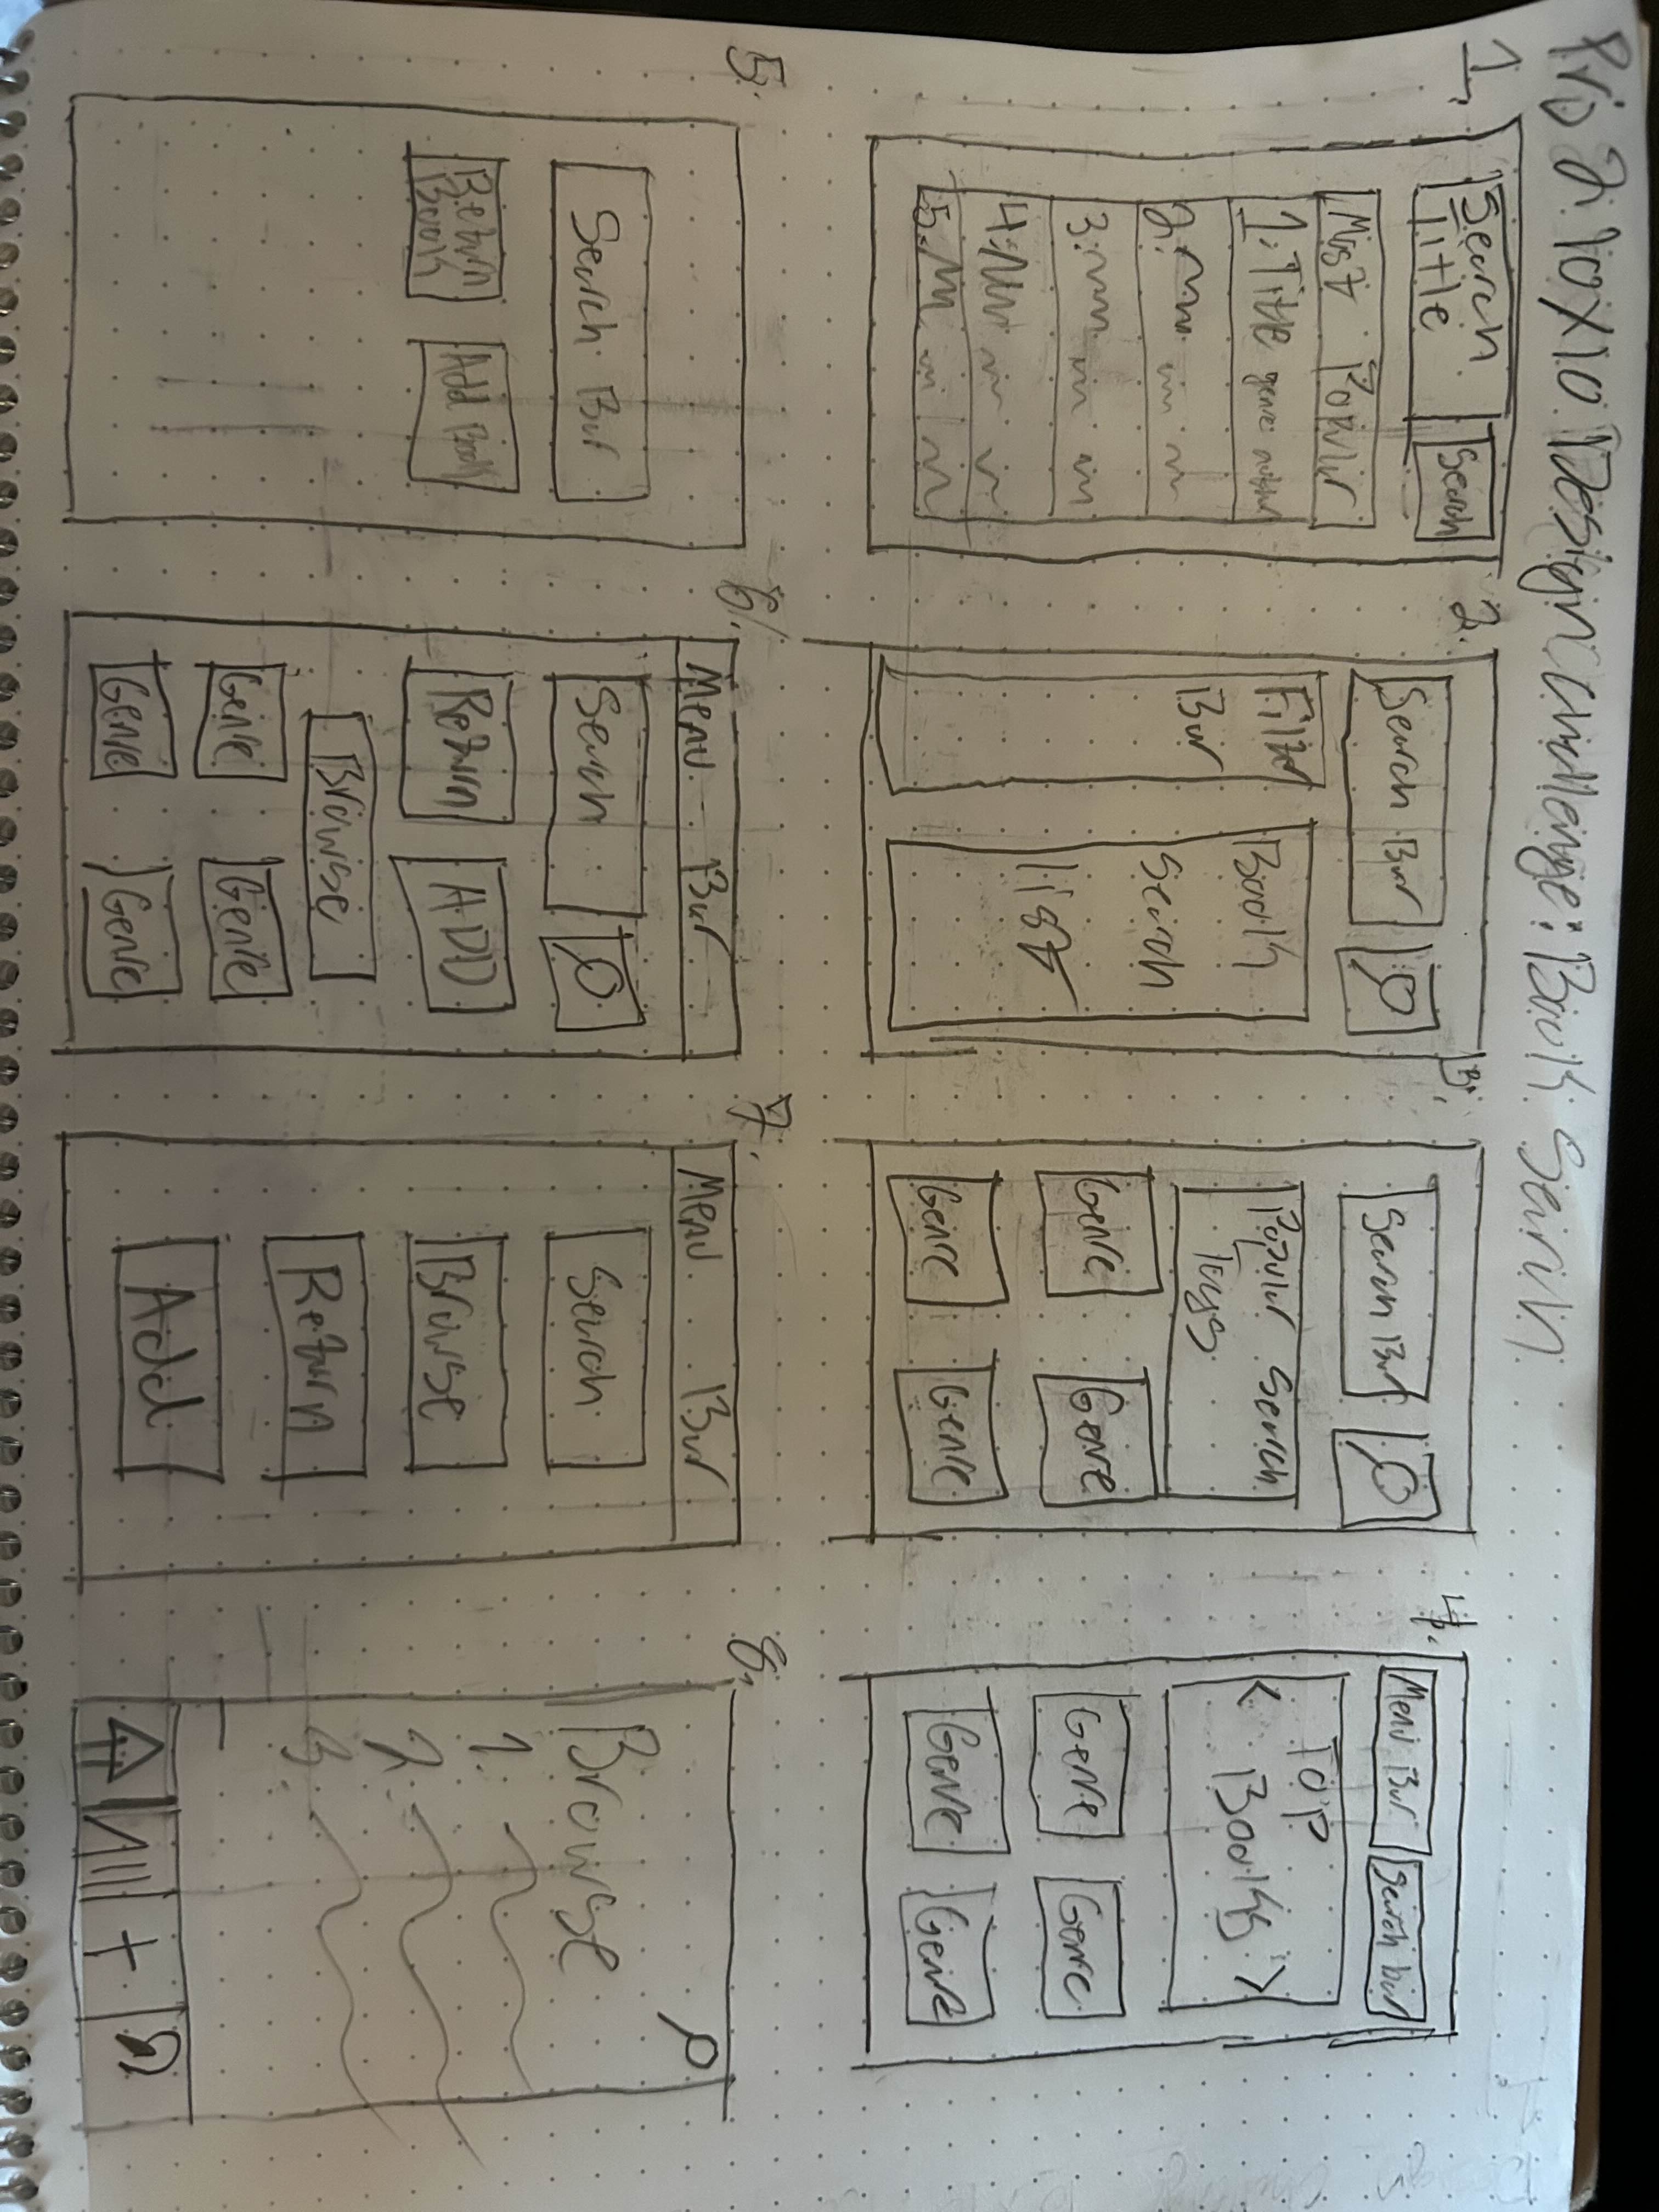 Prio 2 10x10 Design Challenge: Book Search
1.
Search
Title
Search
Most Populr
1. Title genre author
2.
3.
4.
5.
2.
Search Bar
Filter
Bar
Book
Search
list
3.
Search Bar
Populr Search
Tags
Genre
Genre
Genre
Genre
4.
Menu Bar
Search bar
< Top
Books >
Genre
Genre
Genre
Genre
5.
Search Bar
Return
Book
Add Book
6.
Menu Bar
Search
Return
ADD
Browse
Genre
Genre
Genre
Genre
7.
Menu Bar
Search
Browse
Return
Add
8.
Browse
1.
2.
3.
+